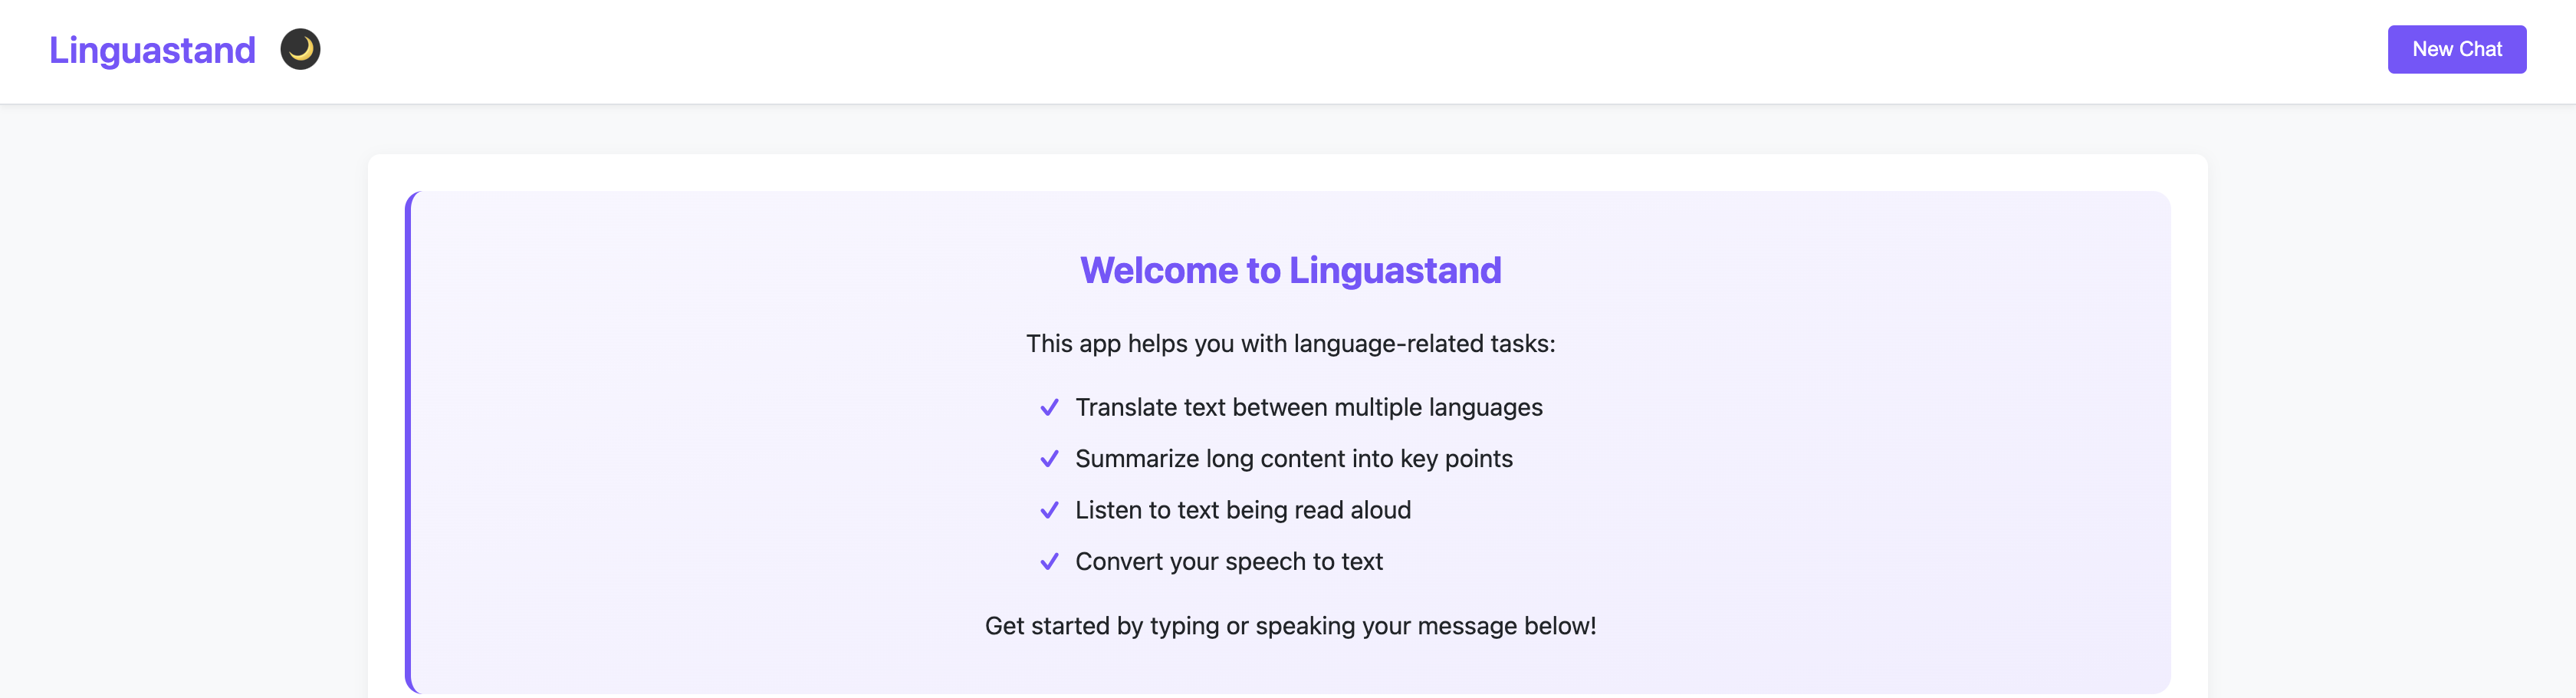 Linguastand
New Chat
Welcome to Linguastand
This app helps you with language-related tasks:
Translate text between multiple languages
Summarize long content into key points
Listen to text being read aloud
Convert your speech to text
Get started by typing or speaking your message below!